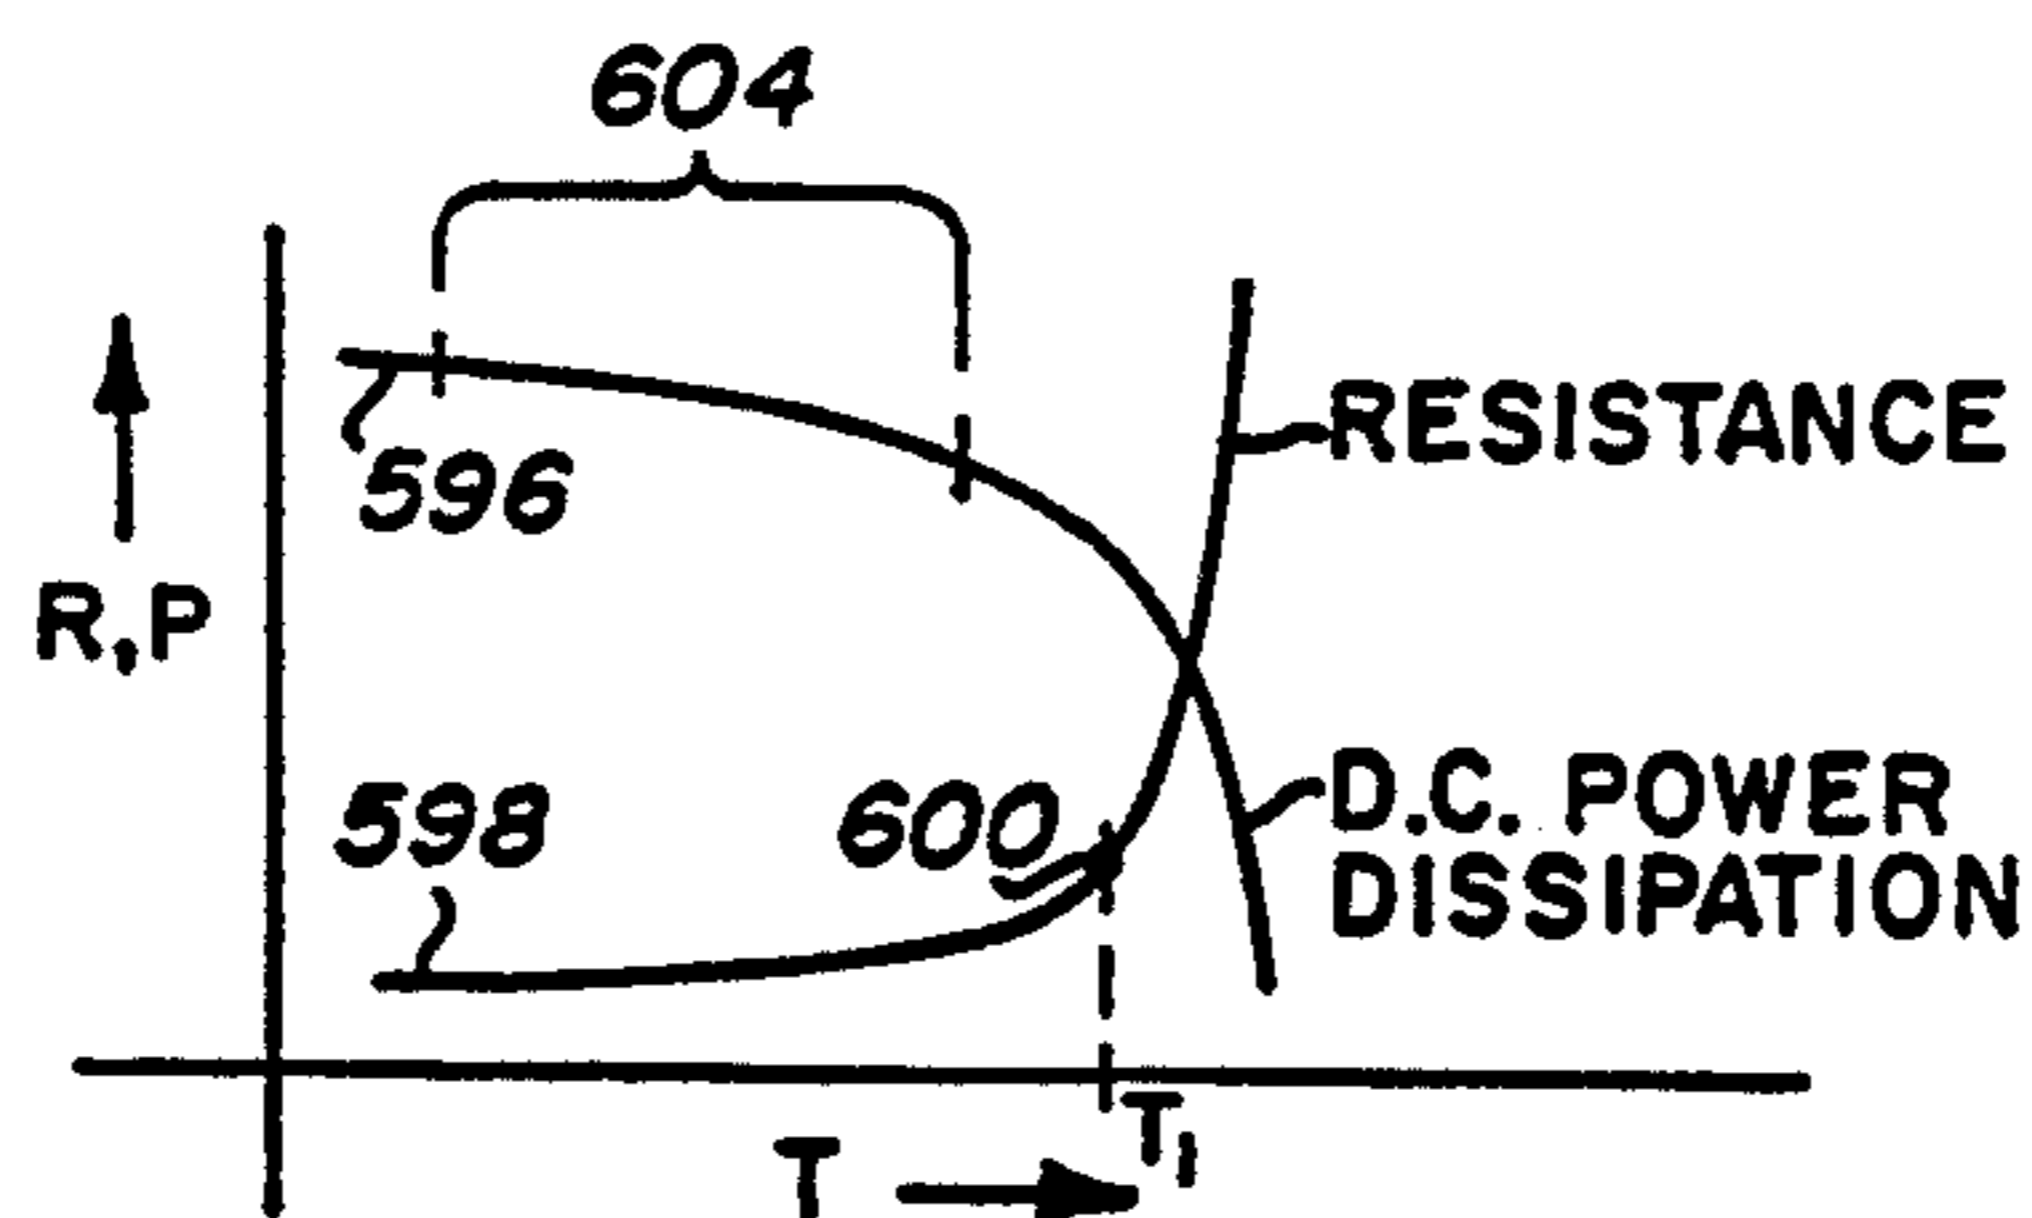 604
596
RESISTANCE
R,P
598
600
D.C. POWER
DISSIPATION
T₁
T